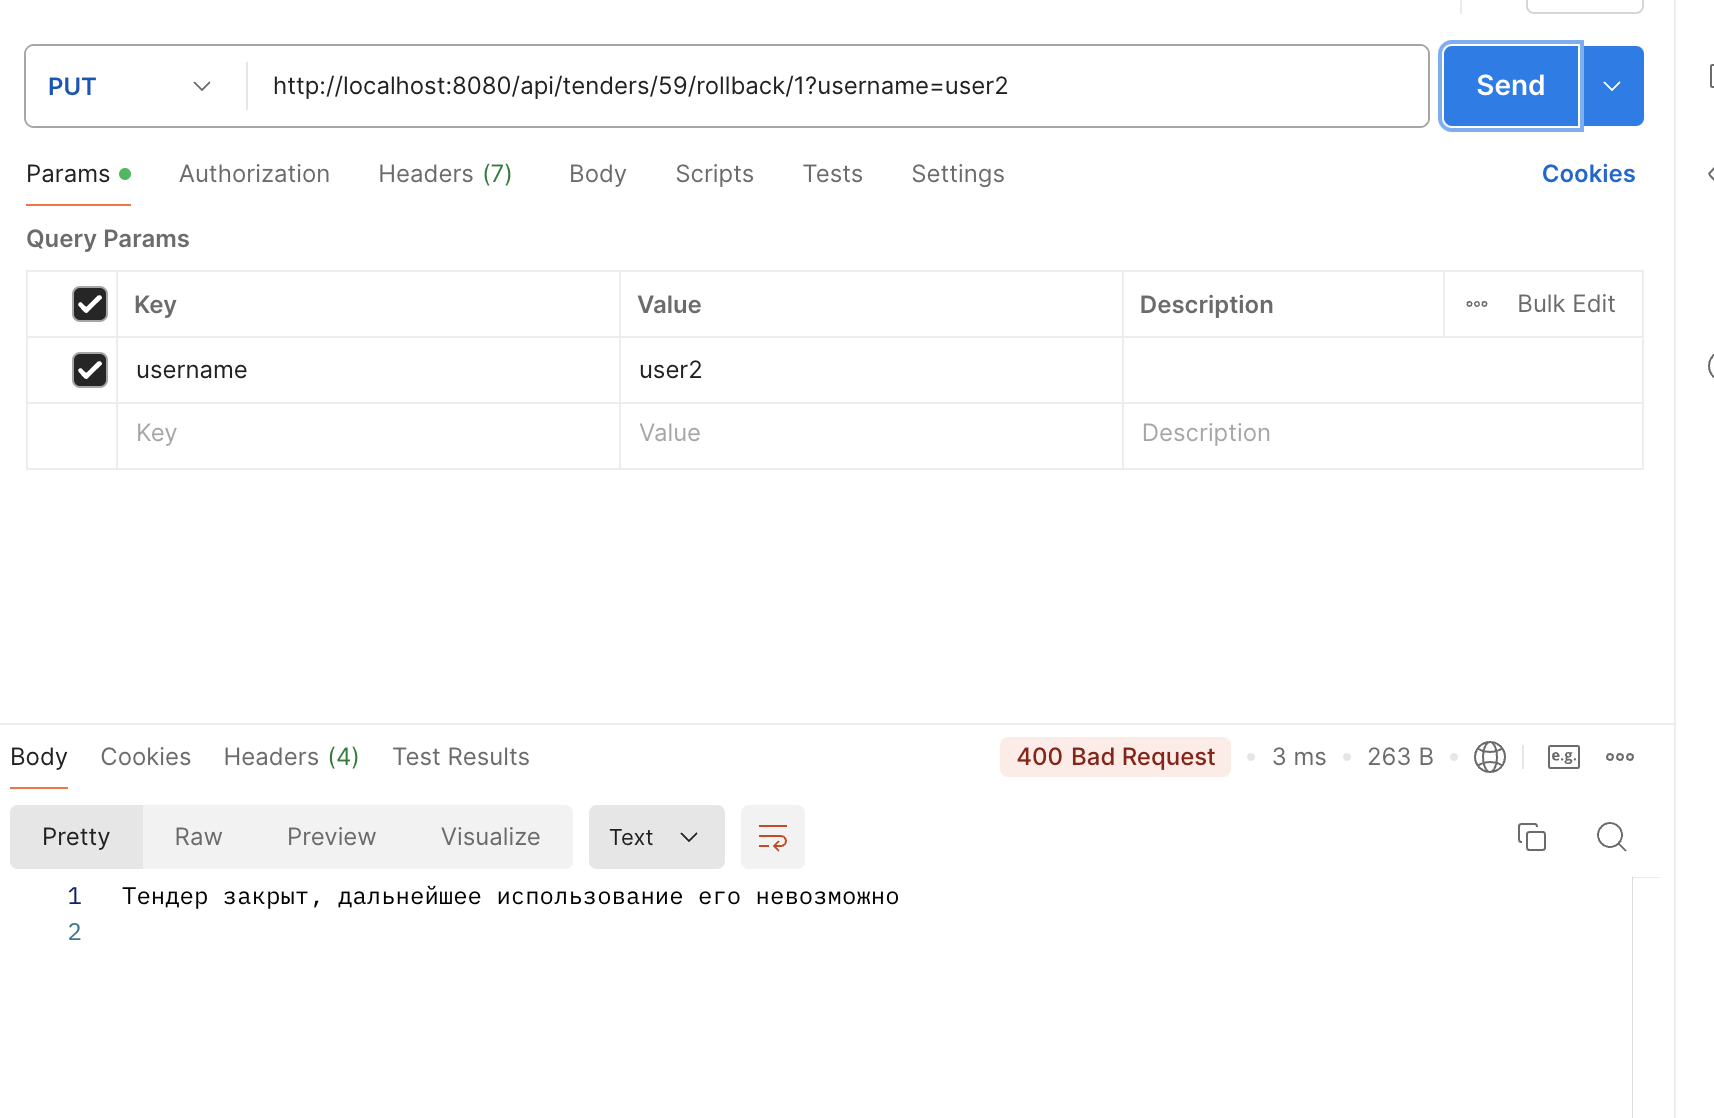 PUT
http://localhost:8080/api/tenders/59/rollback/1?username=user2
Send
Params
Authorization
Headers (7)
Body
Scripts
Tests
Settings
Cookies
Query Params
Key
Value
Description
Bulk Edit
username
user2
Key
Value
Description
Body
Cookies
Headers (4)
Test Results
400 Bad Request
3 ms
263 B
e.g.
Pretty
Raw
Preview
Visualize
Text
1 Тендер закрыт, дальнейшее использование его невозможно
2